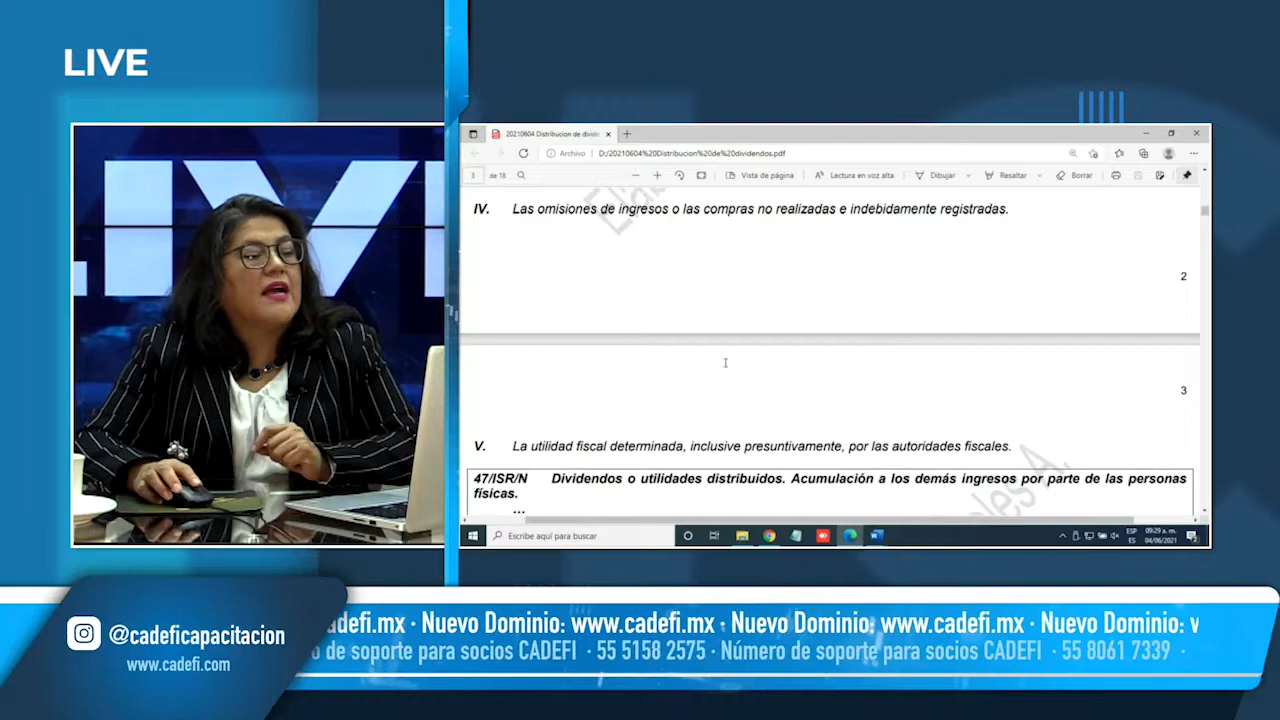 LIVE
20210604 Distribucion de divide
Archivo
D:/20210604%20Distribucion%20de%20dividendos.pdf
3 de 18
Vista de página
Lectura en voz alta
Dibujar
Resaltar
Borrar
IV. Las omisiones de ingresos o las compras no realizadas e indebidamente registradas.
2
3
V. La utilidad fiscal determinada, inclusive presuntivamente, por las autoridades fiscales.
47/ISR/N Dividendos o utilidades distribuidos. Acumulación a los demás ingresos por parte de las personas
físicas.
...
Escribe aquí para buscar
ESP 09:29 a. m.
ES 04/06/2021
@cadeficapacitacion
www.cadefi.com
adefi.mx · Nuevo Dominio: www.cadefi.mx · Nuevo Dominio: www.cadefi.mx · Nuevo Dominio:
o de soporte para socios CADEFI · 55 5158 2575 · Número de soporte para socios CADEFI · 55 8061 7339 ·